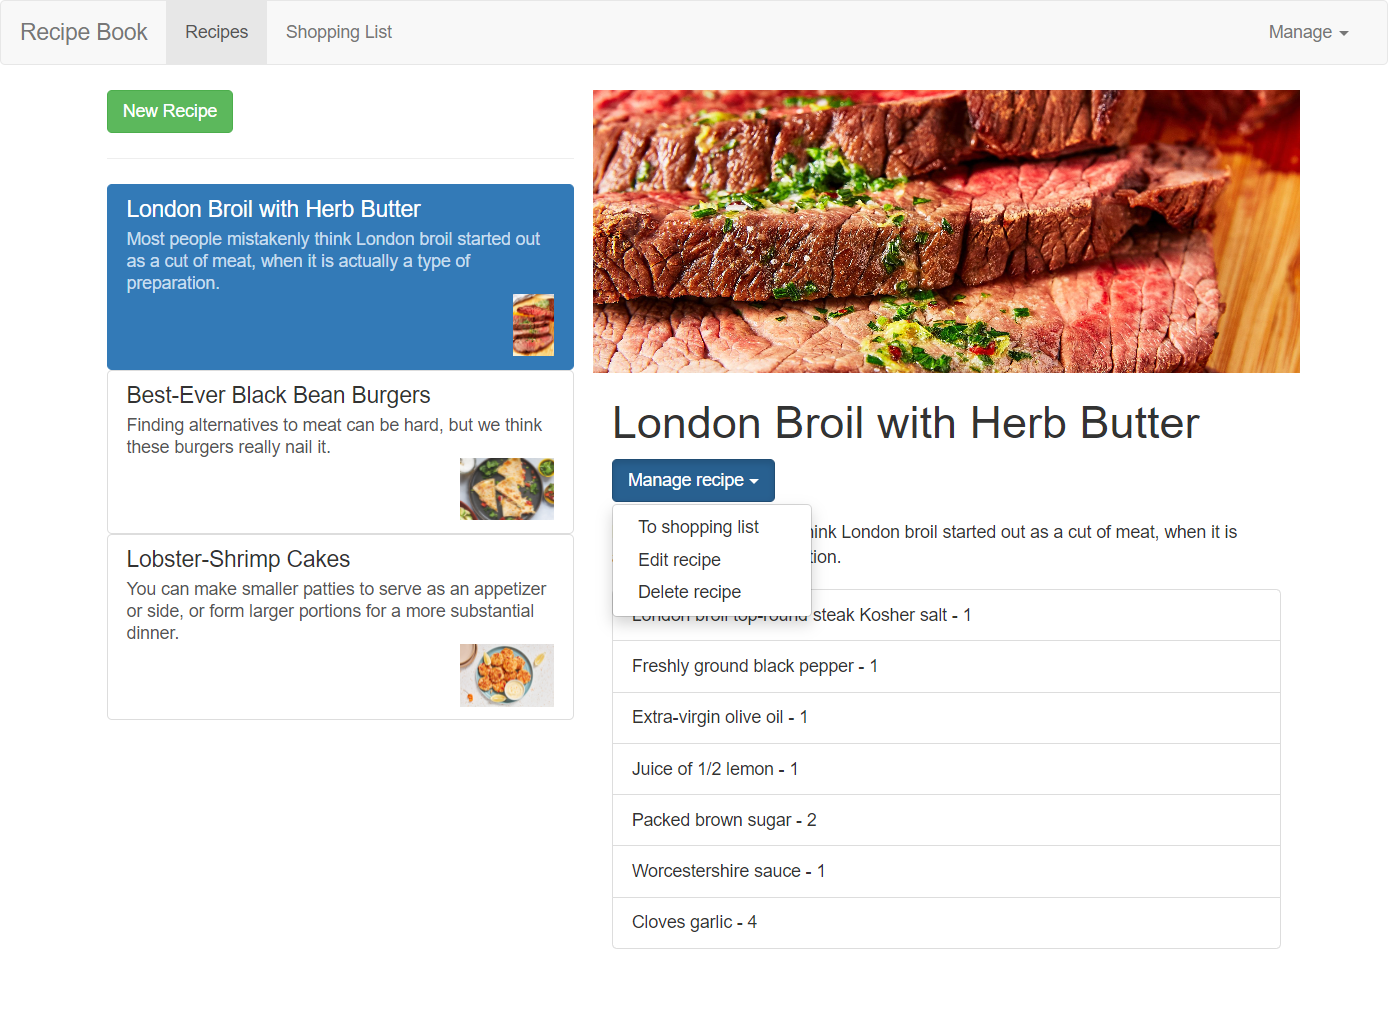 Recipe Book Recipes Shopping List Manage
New Recipe
London Broil with Herb Butter
Most people mistakenly think London broil started out
as a cut of meat, when it is actually a type of
preparation.
Best-Ever Black Bean Burgers
Finding alternatives to meat can be hard, but we think
these burgers really nail it.
Lobster-Shrimp Cakes
You can make smaller patties to serve as an appetizer
or side, or form larger portions for a more substantial
dinner.
London Broil with Herb Butter
Manage recipe
To shopping list
Edit recipe
Delete recipe
London broil started out as a cut of meat, when it is
London broil top-round steak Kosher salt - 1
Freshly ground black pepper - 1
Extra-virgin olive oil - 1
Juice of 1/2 lemon - 1
Packed brown sugar - 2
Worcestershire sauce - 1
Cloves garlic - 4